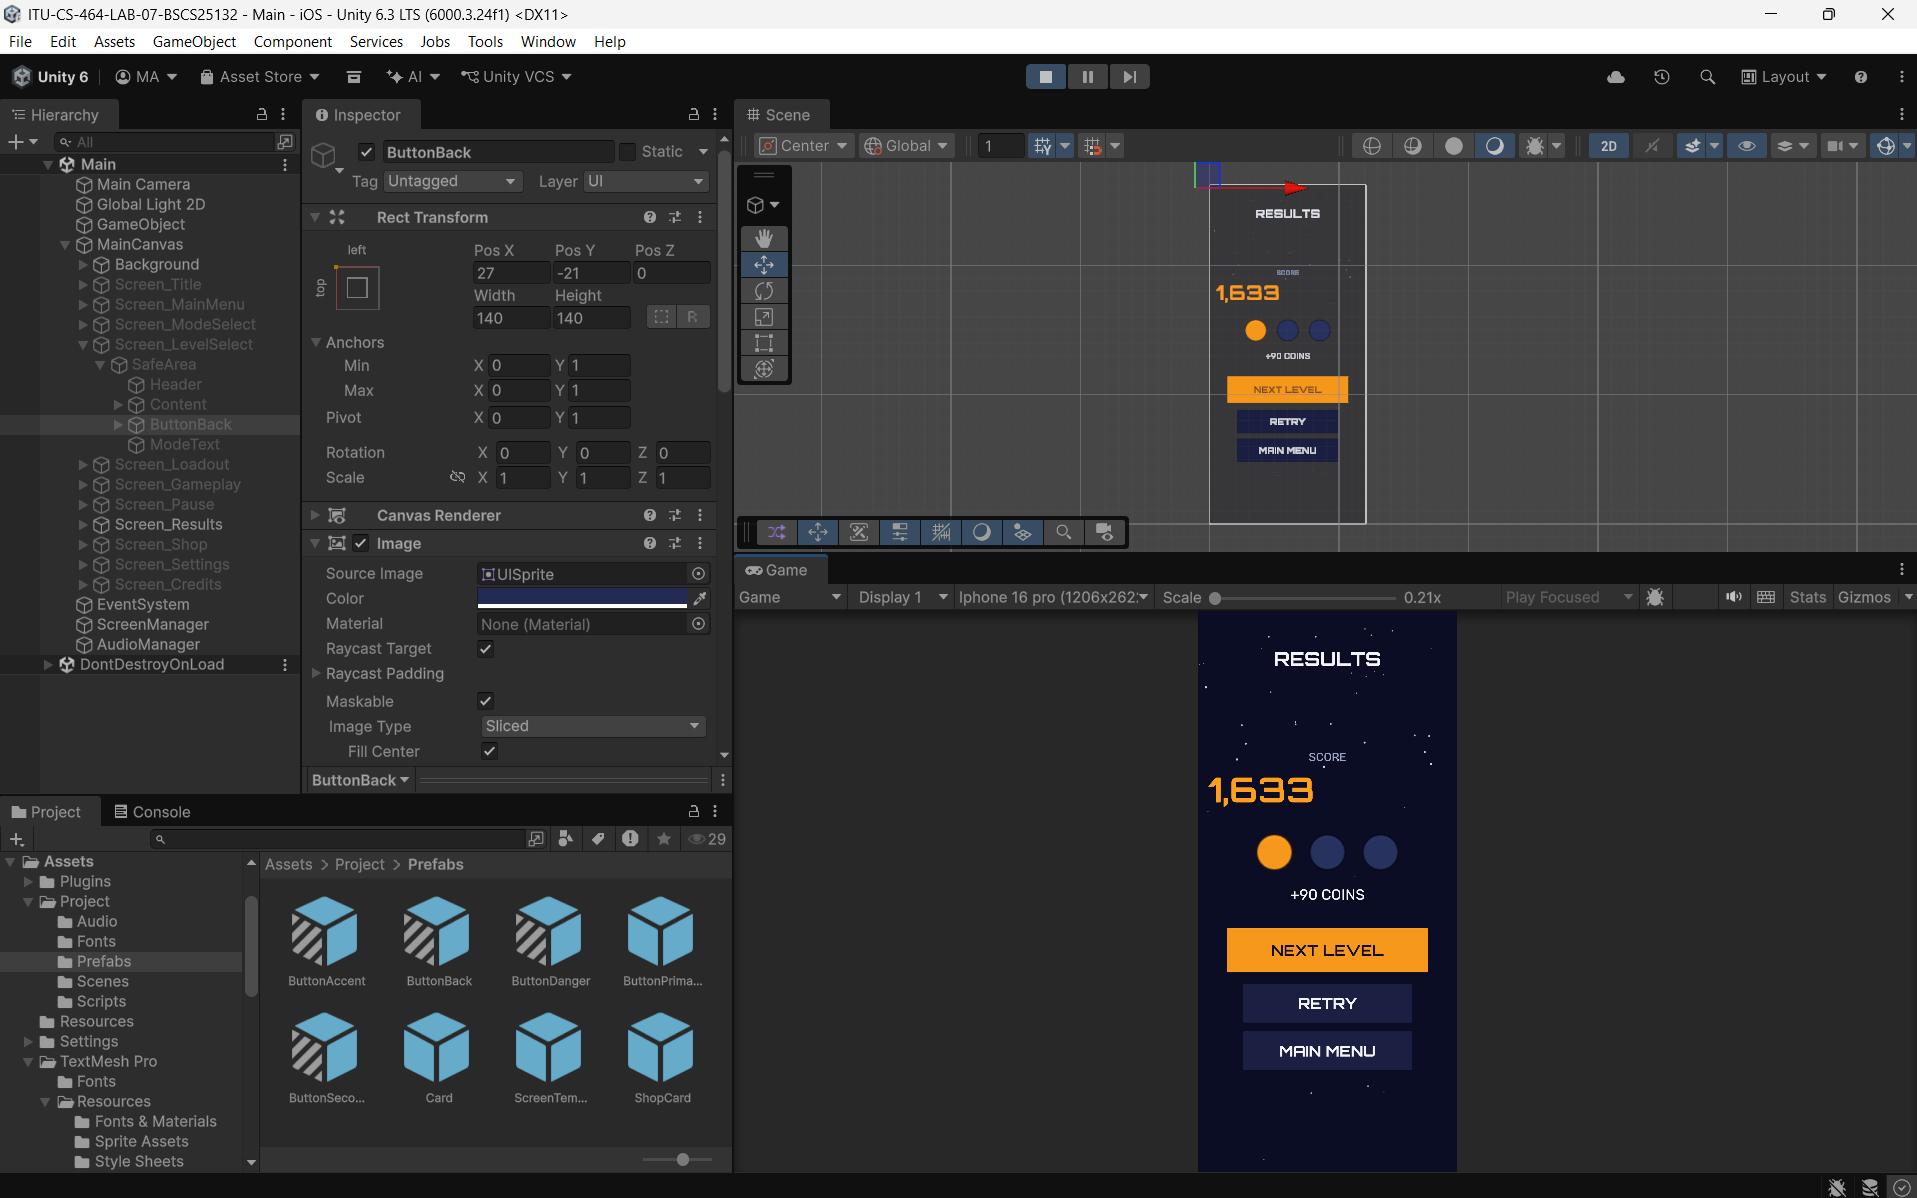 ITU-CS-464-LAB-07-BSCS25132 - Main - iOS - Unity 6.3 LTS (6000.3.24f1) <DX11>
File Edit Assets GameObject Component Services Jobs Tools Window Help
Unity 6 MA Asset Store AI Unity VCS Layout
Hierarchy
All
Main
Main Camera
Global Light 2D
GameObject
MainCanvas
Background
Screen_Title
Screen_MainMenu
Screen_ModeSelect
Screen_LevelSelect
SafeArea
Header
Content
ButtonBack
ModeText
Screen_Loadout
Screen_Gameplay
Screen_Pause
Screen_Results
Screen_Shop
Screen_Settings
Screen_Credits
EventSystem
ScreenManager
AudioManager
DontDestroyOnLoad
Inspector
ButtonBack Static
Tag Untagged Layer UI
Rect Transform
left
top
Pos X Pos Y Pos Z
27 -21 0
Width Height
140 140 R
Anchors
Min X 0 Y 1
Max X 0 Y 1
Pivot X 0 Y 1
Rotation X 0 Y 0 Z 0
Scale X 1 Y 1 Z 1
Canvas Renderer
Image
Source Image UISprite
Color
Material None (Material)
Raycast Target
Raycast Padding
Maskable
Image Type Sliced
Fill Center
ButtonBack
Scene
Center Global 1 2D
RESULTS
SCORE
1,633
+90 COINS
NEXT LEVEL
RETRY
MAIN MENU
Game
Game Display 1 Iphone 16 pro (1206x262: Scale 0.21x Play Focused Stats Gizmos
RESULTS
SCORE
1,633
+90 COINS
NEXT LEVEL
RETRY
MAIN MENU
Project Console
29
Assets
Plugins
Project
Audio
Fonts
Prefabs
Scenes
Scripts
Resources
Settings
TextMesh Pro
Fonts
Resources
Fonts & Materials
Sprite Assets
Style Sheets
Assets > Project > Prefabs
ButtonAccent ButtonBack ButtonDanger ButtonPrima...
ButtonSeco... Card ScreenTem... ShopCard